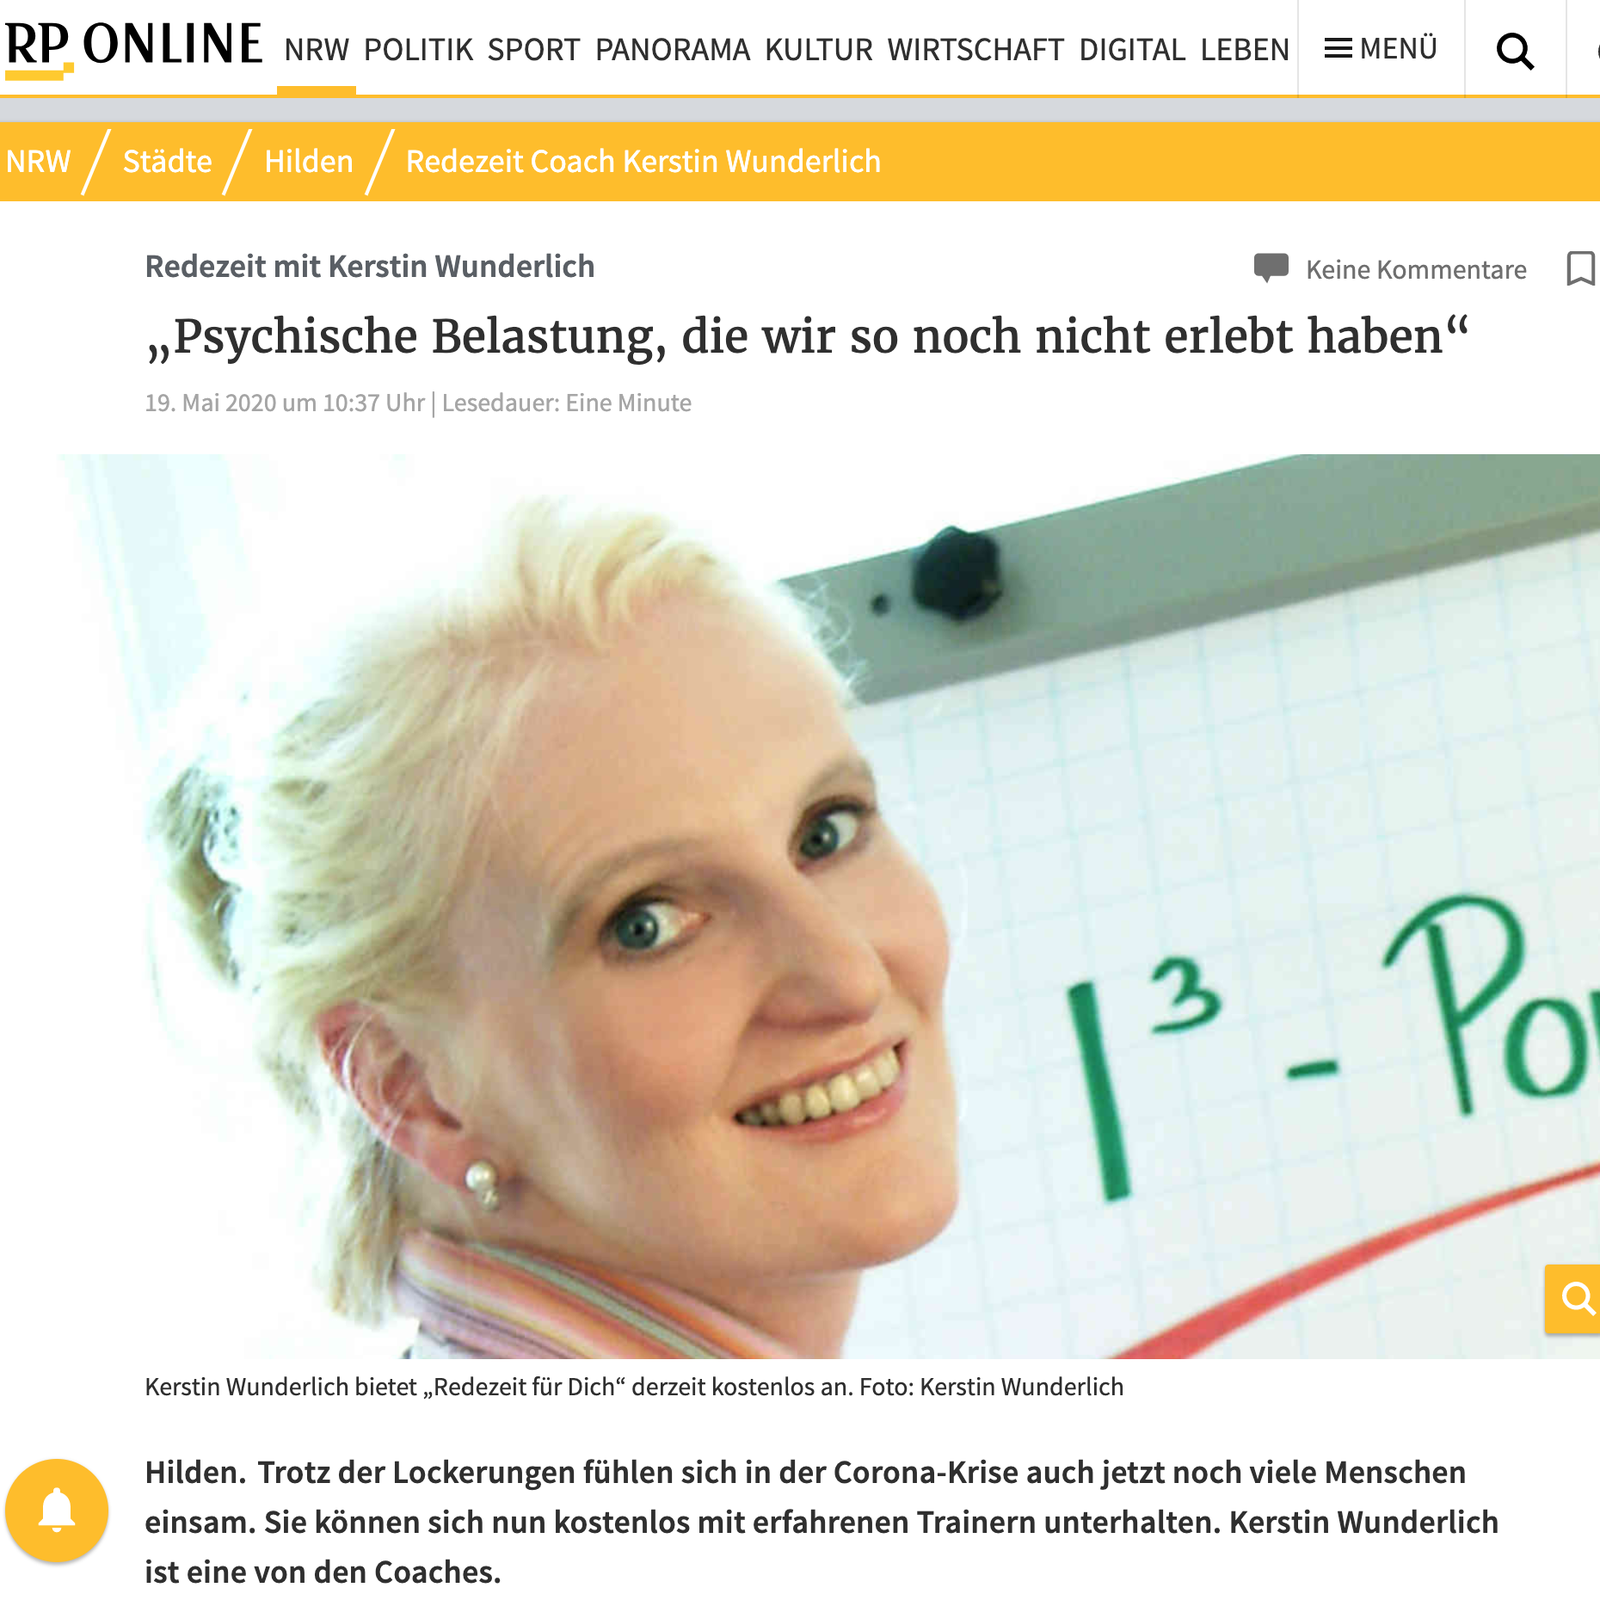 RP ONLINE NRW POLITIK SPORT PANORAMA KULTUR WIRTSCHAFT DIGITAL LEBEN MENÜ
NRW / Städte / Hilden / Redezeit Coach Kerstin Wunderlich
Redezeit mit Kerstin Wunderlich
Keine Kommentare
„Psychische Belastung, die wir so noch nicht erlebt haben“
19. Mai 2020 um 10:37 Uhr | Lesedauer: Eine Minute
I³ - Po
Kerstin Wunderlich bietet „Redezeit für Dich“ derzeit kostenlos an. Foto: Kerstin Wunderlich
Hilden. Trotz der Lockerungen fühlen sich in der Corona-Krise auch jetzt noch viele Menschen
einsam. Sie können sich nun kostenlos mit erfahrenen Trainern unterhalten. Kerstin Wunderlich
ist eine von den Coaches.